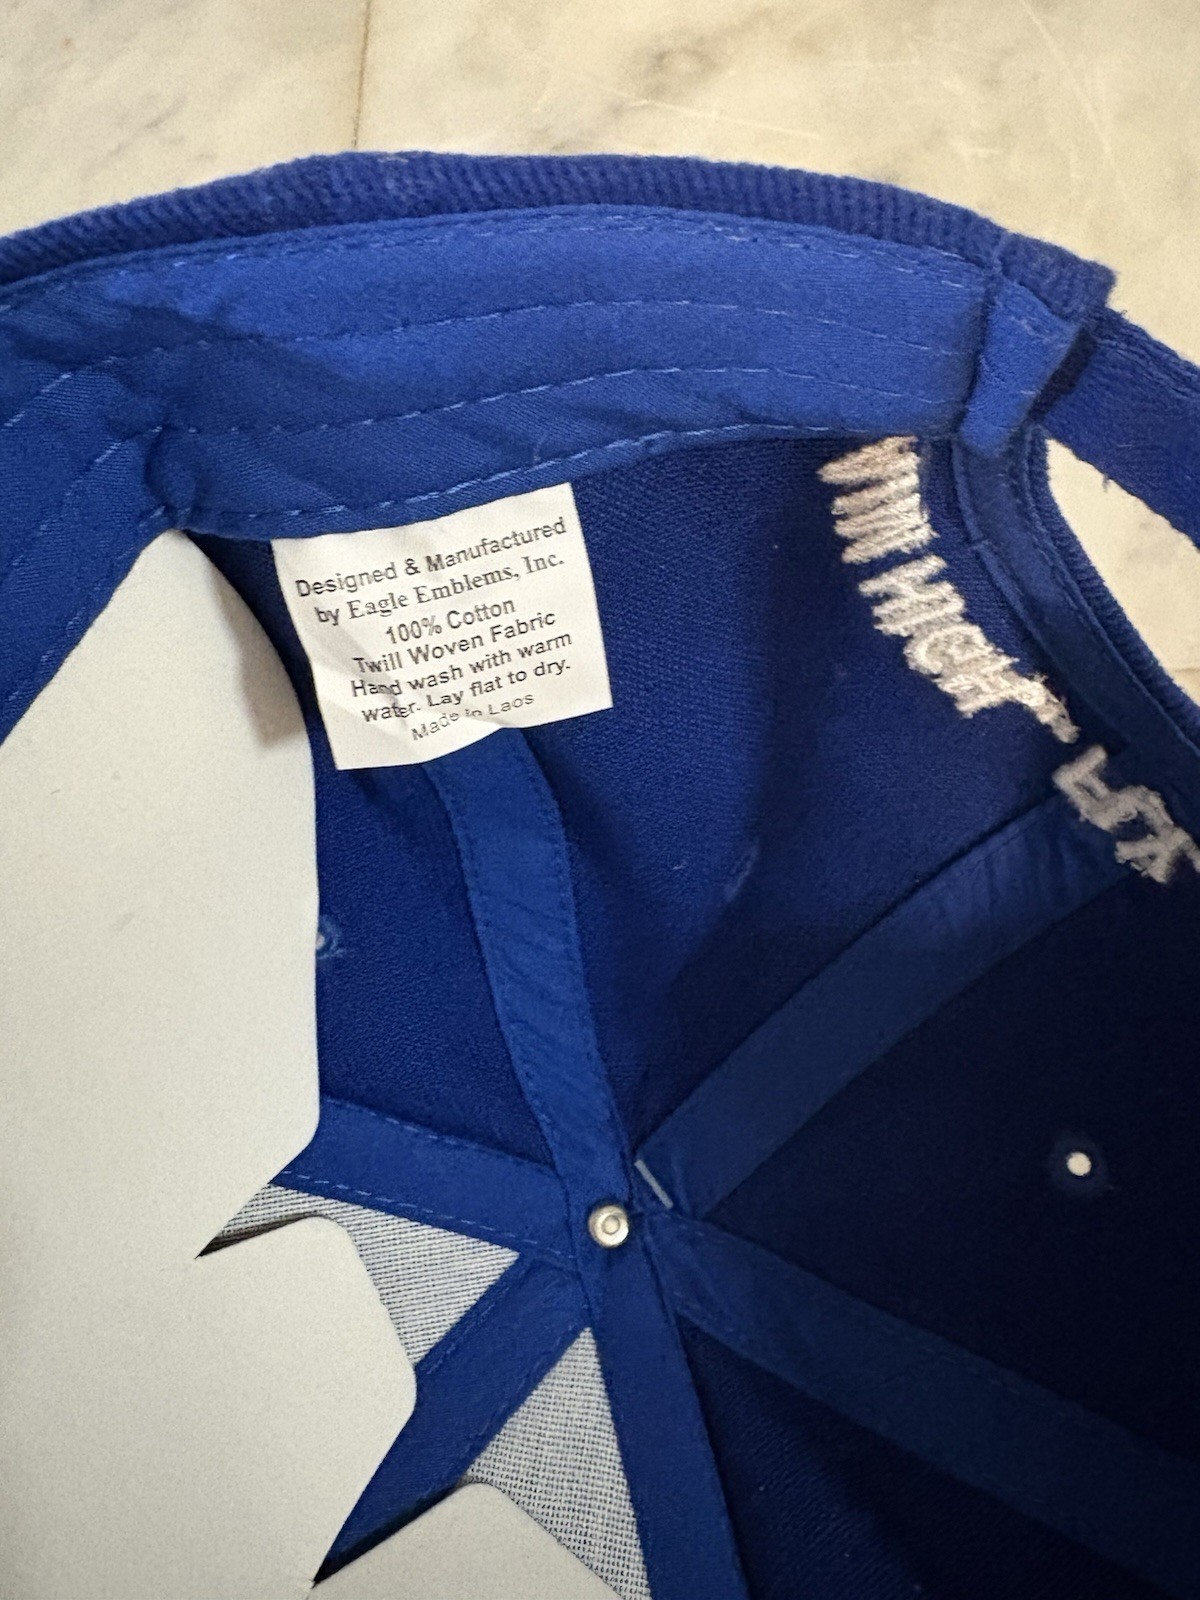 Designed & Manufactured
by Eagle Emblems, Inc.
100% Cotton
Twill Woven Fabric
Hand wash with warm
water. Lay flat to dry.
Made in Laos